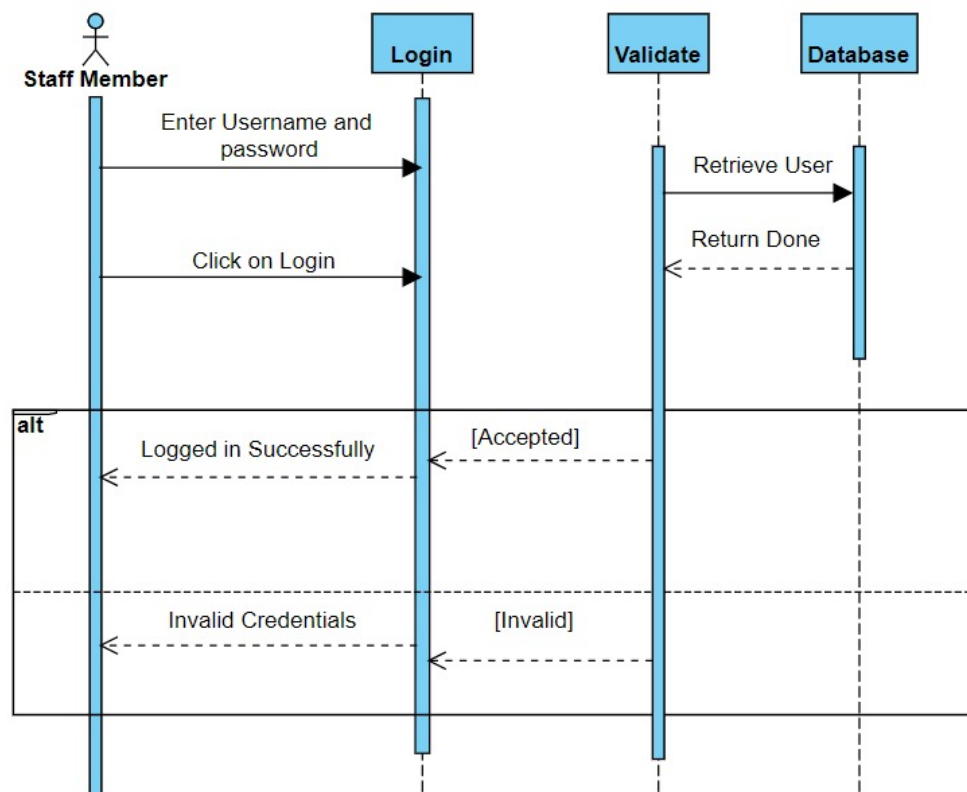 Staff Member
Login
Validate
Database
Enter Username and
password
Retrieve User
Return Done
Click on Login
alt
[Accepted]
Logged in Successfully
Invalid Credentials
[Invalid]